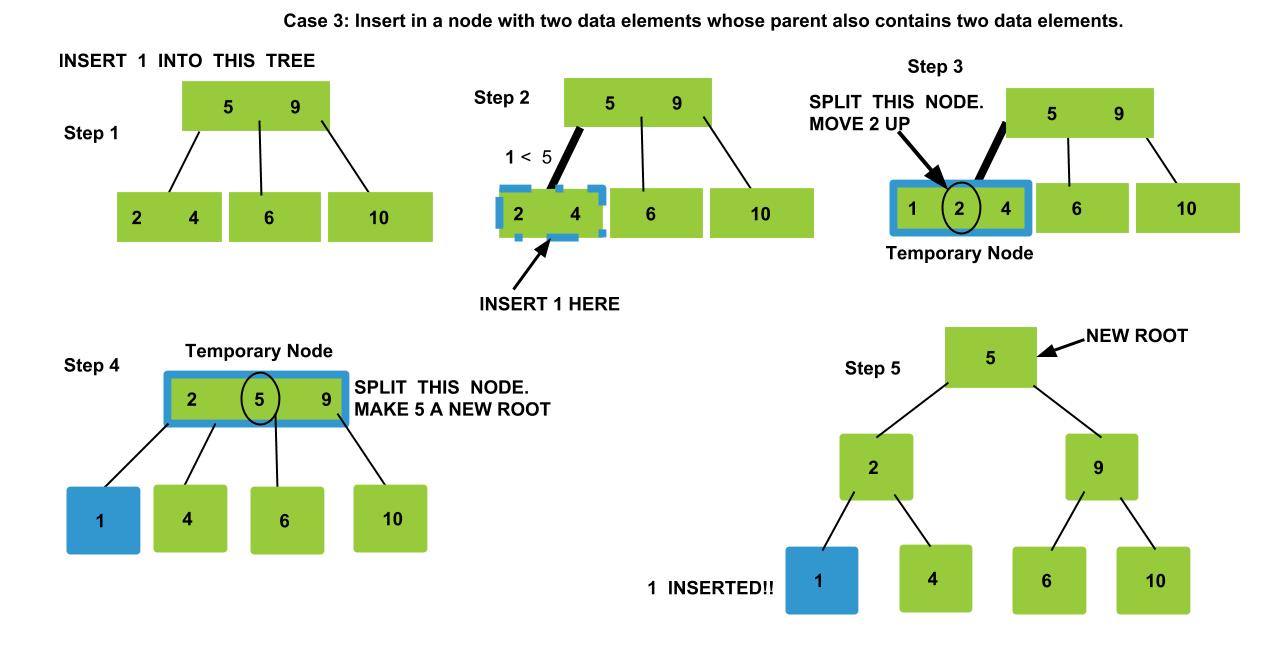 Case 3: Insert in a node with two data elements whose parent also contains two data elements.
INSERT 1 INTO THIS TREE
Step 1
5 9
2 4 6 10
Step 2
5 9
1 < 5
2 4 6 10
INSERT 1 HERE
Step 3
SPLIT THIS NODE.
MOVE 2 UP
5 9
1 2 4 6 10
Temporary Node
Step 4
Temporary Node
2 5 9
SPLIT THIS NODE.
MAKE 5 A NEW ROOT
1 4 6 10
Step 5
5
NEW ROOT
2 9
1 4 6 10
1 INSERTED!!